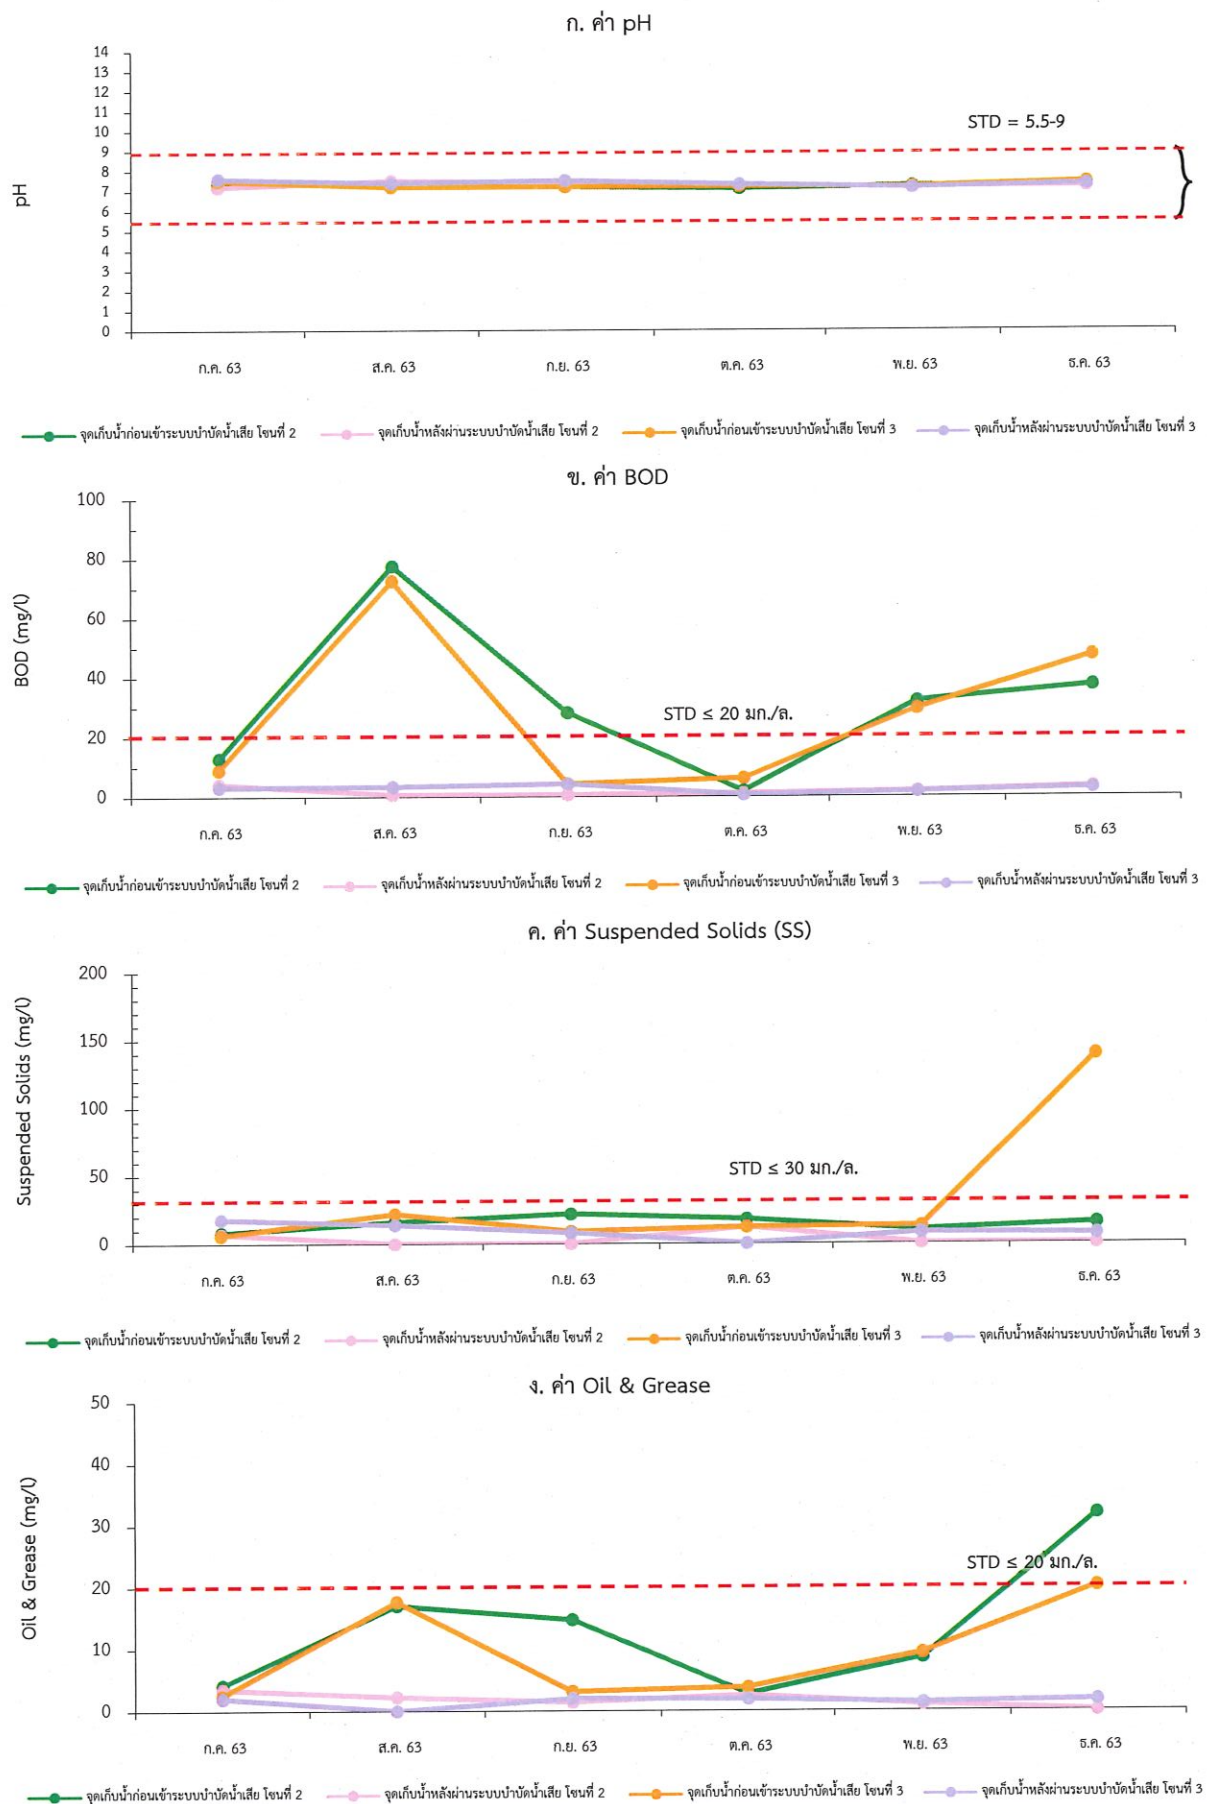 ก. ค่า pH
14
13
12
11
10
9
8
7
6
5
4
3
2
1
0
pH
STD = 5.5-9
ก.ค. 63 ส.ค. 63 ก.ย. 63 ต.ค. 63 พ.ย. 63 ธ.ค. 63
จุดเก็บน้ำก่อนเข้าระบบบำบัดน้ำเสีย โซนที่ 2 จุดเก็บน้ำหลังผ่านระบบบำบัดน้ำเสีย โซนที่ 2 จุดเก็บน้ำก่อนเข้าระบบบำบัดน้ำเสีย โซนที่ 3 จุดเก็บน้ำหลังผ่านระบบบำบัดน้ำเสีย โซนที่ 3
ข. ค่า BOD
100
80
60
40
20
0
BOD (mg/l)
STD ≤ 20 มก./ล.
ก.ค. 63 ส.ค. 63 ก.ย. 63 ต.ค. 63 พ.ย. 63 ธ.ค. 63
จุดเก็บน้ำก่อนเข้าระบบบำบัดน้ำเสีย โซนที่ 2 จุดเก็บน้ำหลังผ่านระบบบำบัดน้ำเสีย โซนที่ 2 จุดเก็บน้ำก่อนเข้าระบบบำบัดน้ำเสีย โซนที่ 3 จุดเก็บน้ำหลังผ่านระบบบำบัดน้ำเสีย โซนที่ 3
ค. ค่า Suspended Solids (SS)
200
150
100
50
0
Suspended Solids (mg/l)
STD ≤ 30 มก./ล.
ก.ค. 63 ส.ค. 63 ก.ย. 63 ต.ค. 63 พ.ย. 63 ธ.ค. 63
จุดเก็บน้ำก่อนเข้าระบบบำบัดน้ำเสีย โซนที่ 2 จุดเก็บน้ำหลังผ่านระบบบำบัดน้ำเสีย โซนที่ 2 จุดเก็บน้ำก่อนเข้าระบบบำบัดน้ำเสีย โซนที่ 3 จุดเก็บน้ำหลังผ่านระบบบำบัดน้ำเสีย โซนที่ 3
ง. ค่า Oil & Grease
50
40
30
20
10
0
Oil & Grease (mg/l)
STD ≤ 20 มก./ล.
ก.ค. 63 ส.ค. 63 ก.ย. 63 ต.ค. 63 พ.ย. 63 ธ.ค. 63
จุดเก็บน้ำก่อนเข้าระบบบำบัดน้ำเสีย โซนที่ 2 จุดเก็บน้ำหลังผ่านระบบบำบัดน้ำเสีย โซนที่ 2 จุดเก็บน้ำก่อนเข้าระบบบำบัดน้ำเสีย โซนที่ 3 จุดเก็บน้ำหลังผ่านระบบบำบัดน้ำเสีย โซนที่ 3